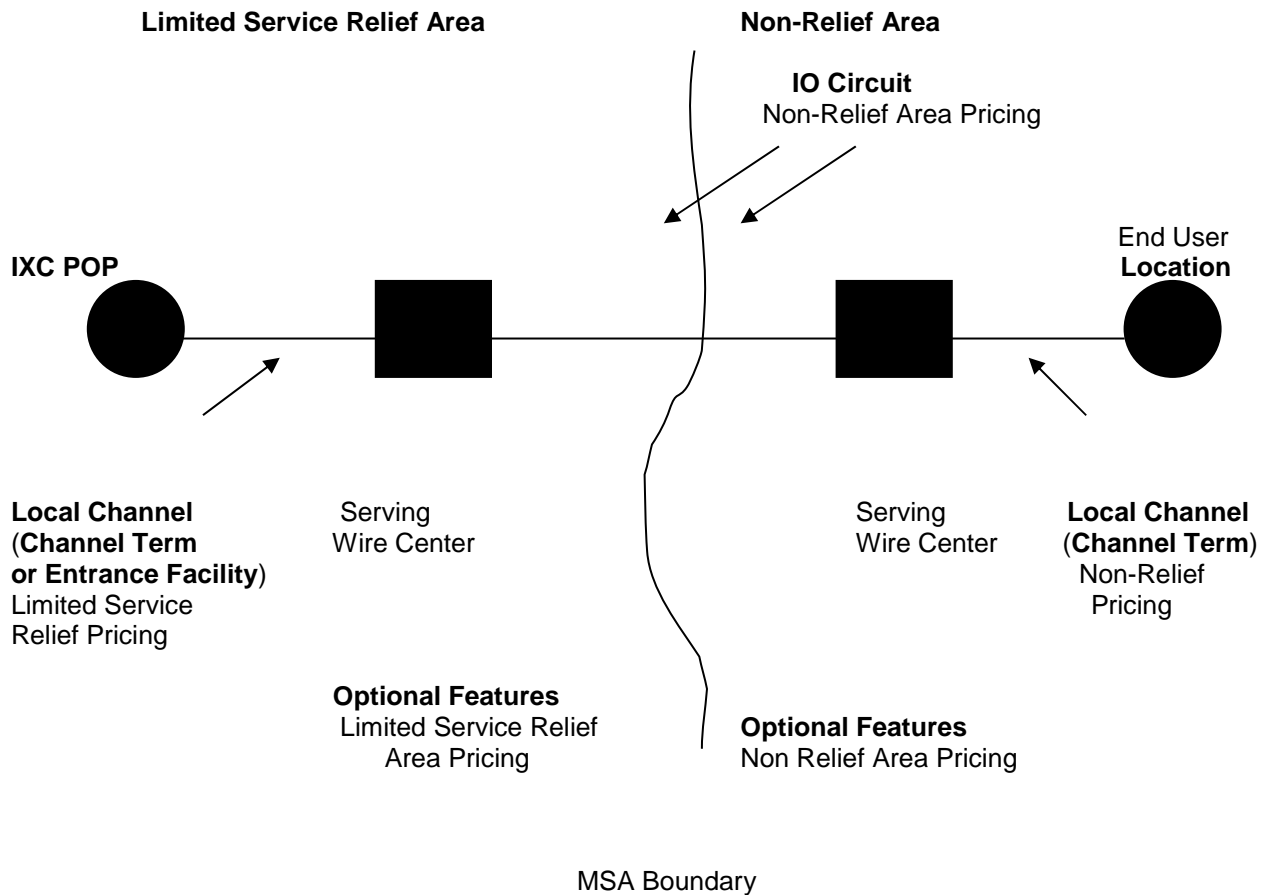 Limited Service Relief Area
Non-Relief Area
IO Circuit
Non-Relief Area Pricing
IXC POP
End User
Location
Local Channel
(Channel Term
or Entrance Facility)
Limited Service
Relief Pricing
Serving
Wire Center
Serving
Wire Center
Local Channel
(Channel Term)
Non-Relief
Pricing
Optional Features
Limited Service Relief
Area Pricing
Optional Features
Non Relief Area Pricing
MSA Boundary